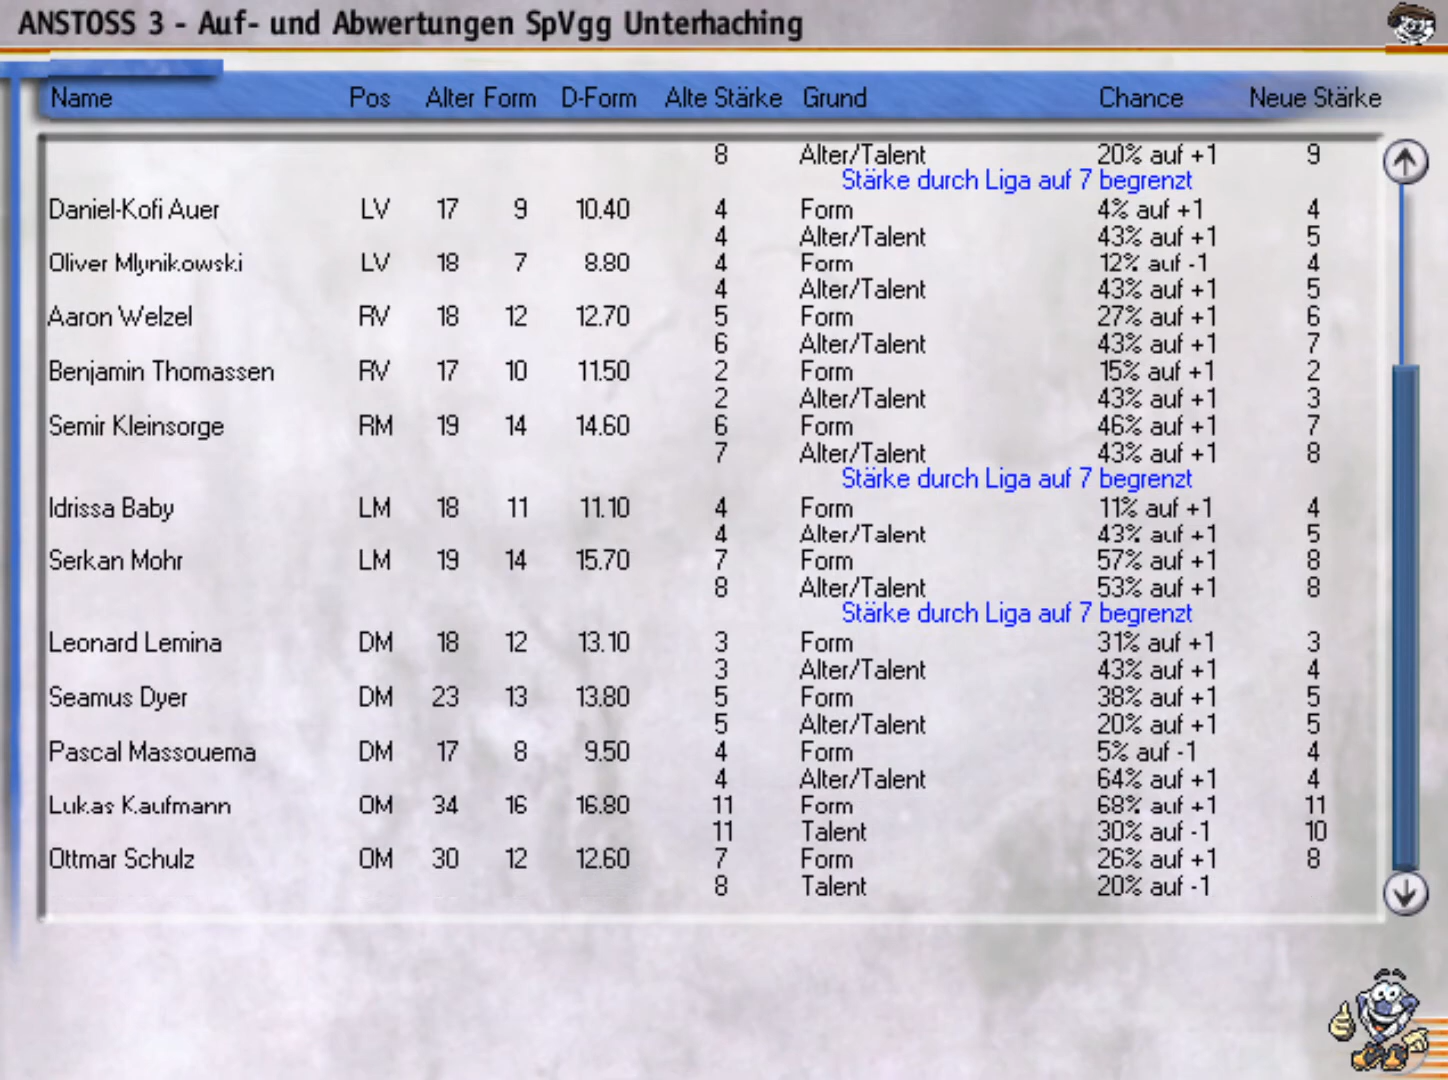 ANSTOSS 3 - Auf- und Abwertungen SpVgg Unterhaching
Name Pos Alter Form D-Form Alte Stärke Grund Chance Neue Stärke
8 Alter/Talent 20% auf +1 9
Stärke durch Liga auf 7 begrenzt
Daniel-Kofi Auer LV 17 9 10.40 4 Form 4% auf +1 4
4 Alter/Talent 43% auf +1 5
Oliver Mlynikowski LV 18 7 8.80 4 Form 12% auf -1 4
4 Alter/Talent 43% auf +1 5
Aaron Welzel RV 18 12 12.70 5 Form 27% auf +1 6
6 Alter/Talent 43% auf +1 7
Benjamin Thomassen RV 17 10 11.50 2 Form 15% auf +1 2
2 Alter/Talent 43% auf +1 3
Semir Kleinsorge RM 19 14 14.60 6 Form 46% auf +1 7
7 Alter/Talent 43% auf +1 8
Stärke durch Liga auf 7 begrenzt
Idrissa Baby LM 18 11 11.10 4 Form 11% auf +1 4
4 Alter/Talent 43% auf +1 5
Serkan Mohr LM 19 14 15.70 7 Form 57% auf +1 8
8 Alter/Talent 53% auf +1 8
Stärke durch Liga auf 7 begrenzt
Leonard Lemina DM 18 12 13.10 3 Form 31% auf +1 3
3 Alter/Talent 43% auf +1 4
Seamus Dyer DM 23 13 13.80 5 Form 38% auf +1 5
5 Alter/Talent 20% auf +1 5
Pascal Massouema DM 17 8 9.50 4 Form 5% auf -1 4
4 Alter/Talent 64% auf +1 4
Lukas Kaufmann OM 34 16 16.80 11 Form 68% auf +1 11
11 Talent 30% auf -1 10
Ottmar Schulz OM 30 12 12.60 7 Form 26% auf +1 8
8 Talent 20% auf -1